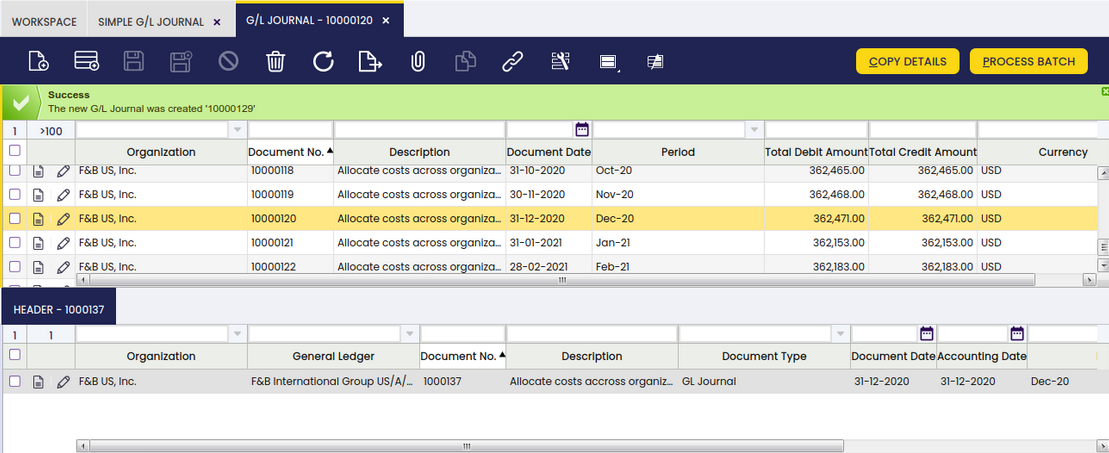 WORKSPACE SIMPLE G/L JOURNAL × G/L JOURNAL - 10000120 ×
COPY DETAILS PROCESS BATCH
Success
The new G/L Journal was created '10000129'
1 >100
Organization Document No. Description Document Date Period Total Debit Amount Total Credit Amount Currency
F&B US, Inc. 10000118 Allocate costs across organiza... 31-10-2020 Oct-20 362,465.00 362,465.00 USD
F&B US, Inc. 10000119 Allocate costs across organiza... 30-11-2020 Nov-20 362,468.00 362,468.00 USD
F&B US, Inc. 10000120 Allocate costs across organiza... 31-12-2020 Dec-20 362,471.00 362,471.00 USD
F&B US, Inc. 10000121 Allocate costs across organiza... 31-01-2021 Jan-21 362,153.00 362,153.00 USD
F&B US, Inc. 10000122 Allocate costs across organiza... 28-02-2021 Feb-21 362,183.00 362,183.00 USD
HEADER - 1000137
1 1
Organization General Ledger Document No. Description Document Type Document Date Accounting Date
F&B US, Inc. F&B International Group US/A/... 1000137 Allocate costs accross organiz... GL Journal 31-12-2020 31-12-2020 Dec-20